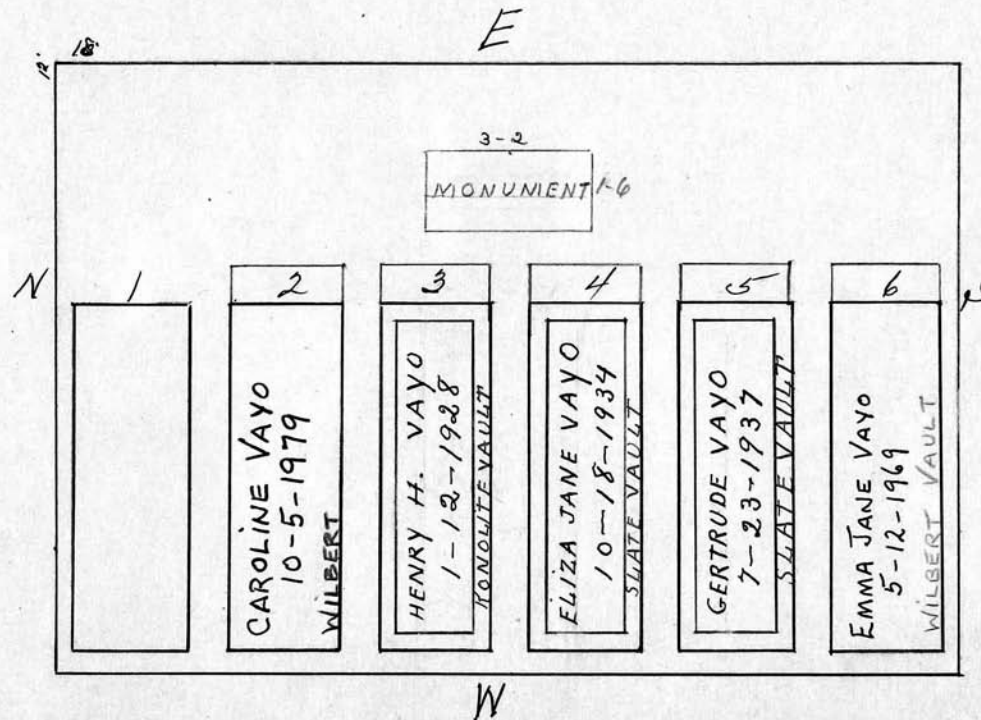 E
18
12
3-2
MONUMENT 1-6
N
1
2
3
4
5
6
CAROLINE VAYO
10-5-1979
WILBERT
HENRY H. VAYO
1-12-1928
KONOLITE VAULT
ELIZA JANE VAYO
10-18-1934
SLATE VAULT
GERTRUDE VAYO
7-23-1937
SLATE VAULT
EMMA JANE VAYO
5-12-1969
WILBERT VAULT
W